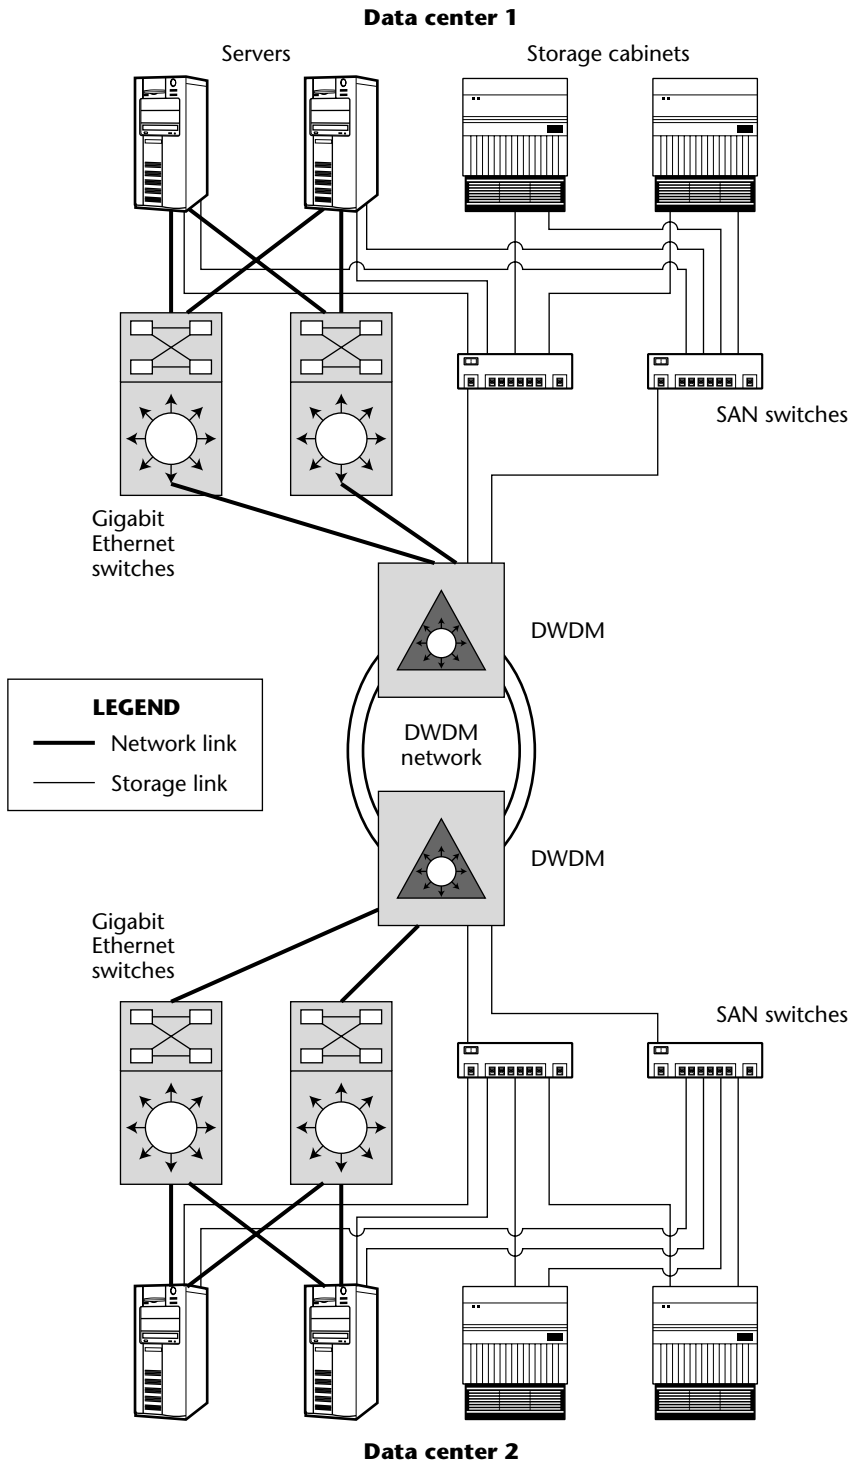 Data center 1
Servers
Storage cabinets
SAN switches
Gigabit
Ethernet
switches
DWDM
LEGEND
Network link
Storage link
DWDM
network
DWDM
Gigabit
Ethernet
switches
SAN switches
Data center 2